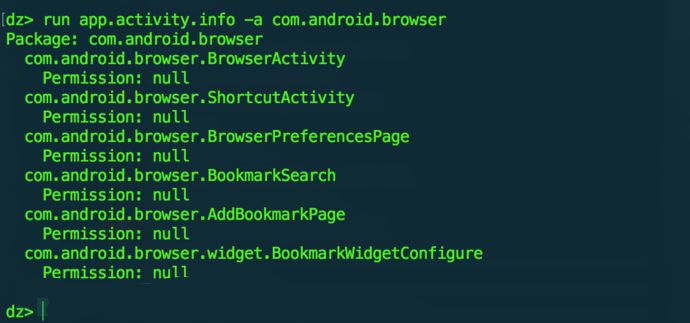 dz> run app.activity.info -a com.android.browser
Package: com.android.browser
com.android.browser.BrowserActivity
Permission: null
com.android.browser.ShortcutActivity
Permission: null
com.android.browser.BrowserPreferencesPage
Permission: null
com.android.browser.BookmarkSearch
Permission: null
com.android.browser.AddBookmarkPage
Permission: null
com.android.browser.widget.BookmarkWidgetConfigure
Permission: null
dz>